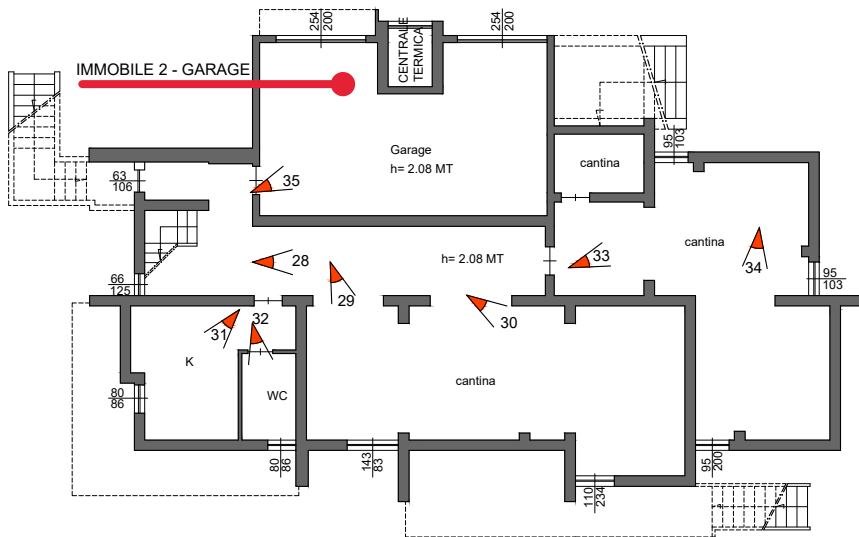 254
200
254
200
CENTRALE
TERMICA
IMMOBILE 2 - GARAGE
Garage
h= 2.08 MT
cantina
95
103
63
106
35
cantina
28
h= 2.08 MT
33
34
66
125
95
103
29
30
31
32
K
cantina
WC
80
86
80
86
143
83
95
200
110
234